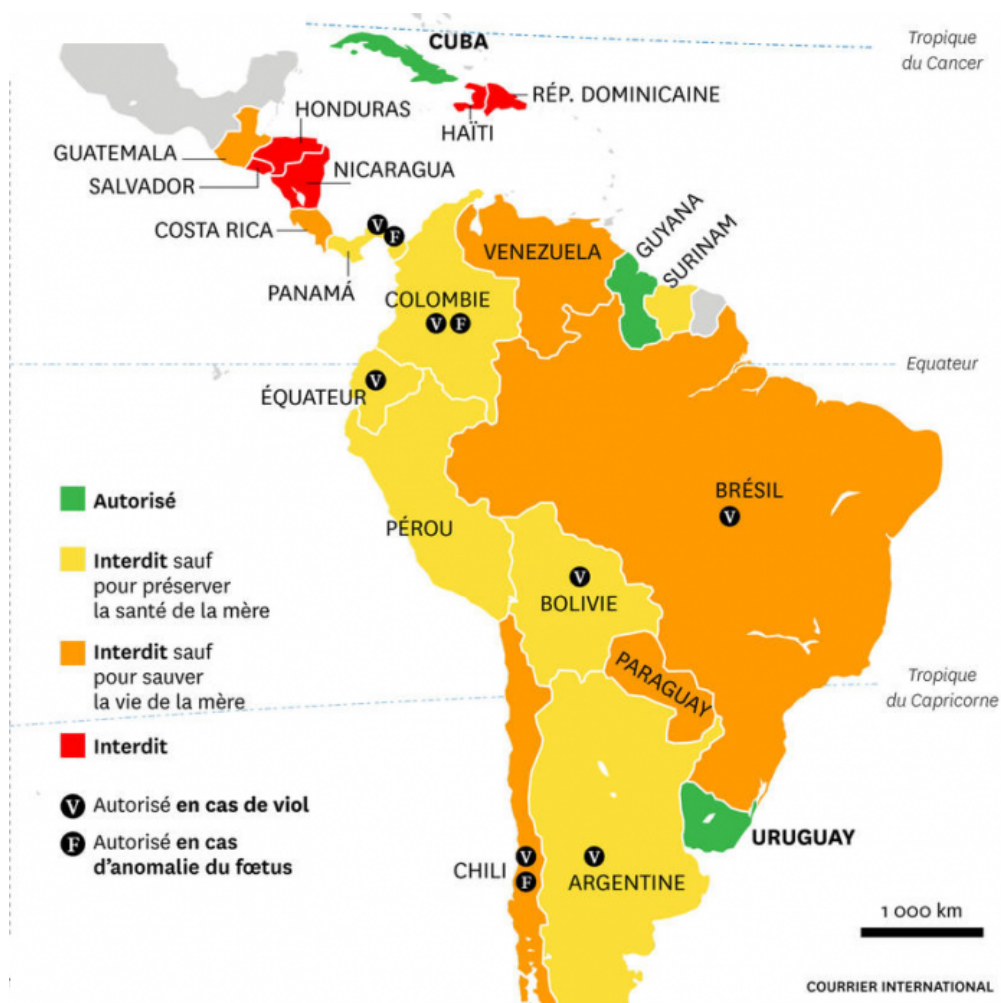 CUBA
Tropique
du Cancer
HONDURAS
RÉP. DOMINICAINE
HAÏTI
GUATEMALA
NICARAGUA
SALVADOR
COSTA RICA
GUYANA
VENEZUELA
SURINAM
V
F
PANAMÁ
COLOMBIE
V F
Equateur
V
ÉQUATEUR
BRÉSIL
V
Autorisé
PÉROU
Interdit sauf
pour préserver
la santé de la mère
V
BOLIVIE
Interdit sauf
pour sauver
la vie de la mère
PARAGUAY
Tropique
du Capricorne
Interdit
V Autorisé en cas de viol
F Autorisé en cas
d'anomalie du fœtus
URUGUAY
CHILI
V
F
V
ARGENTINE
1 000 km
COURRIER INTERNATIONAL